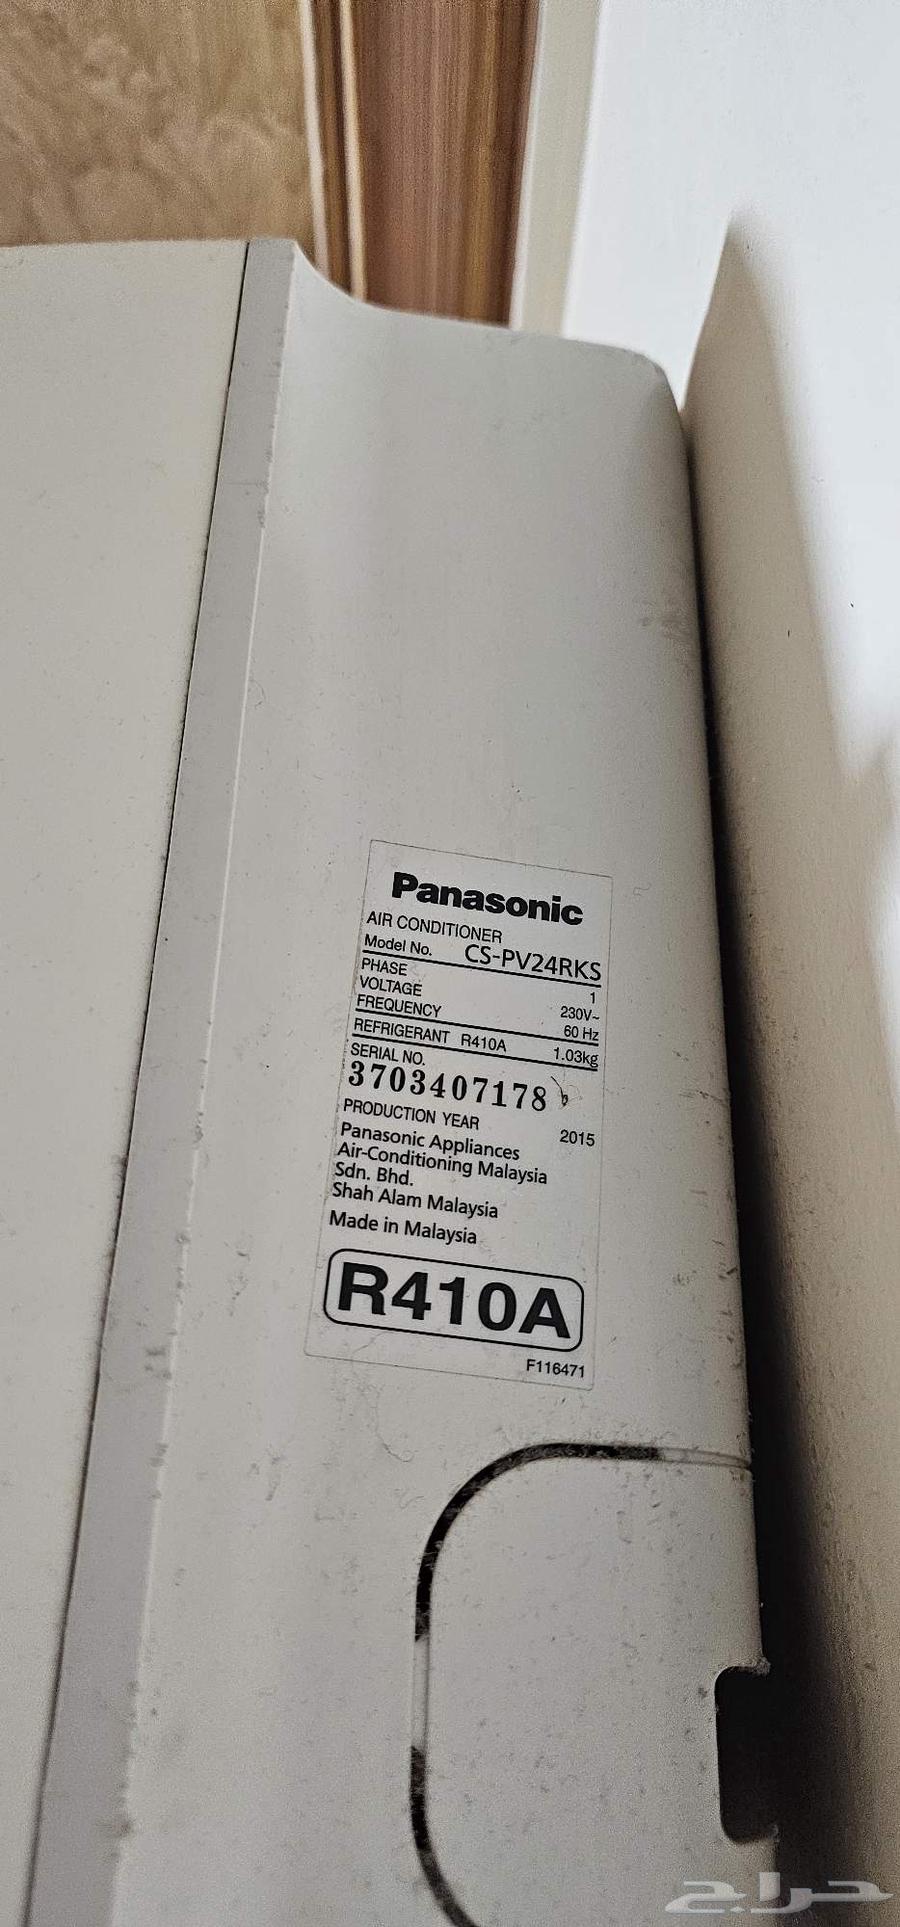 Panasonic
AIR CONDITIONER
Model No. CS-PV24RKS
PHASE 1
VOLTAGE 230V~
FREQUENCY 60 Hz
REFRIGERANT R410A 1.03kg
SERIAL NO.
3703407178
PRODUCTION YEAR 2015
Panasonic Appliances
Air-Conditioning Malaysia
Sdn. Bhd.
Shah Alam Malaysia
Made in Malaysia
R410A
F116471
حراج